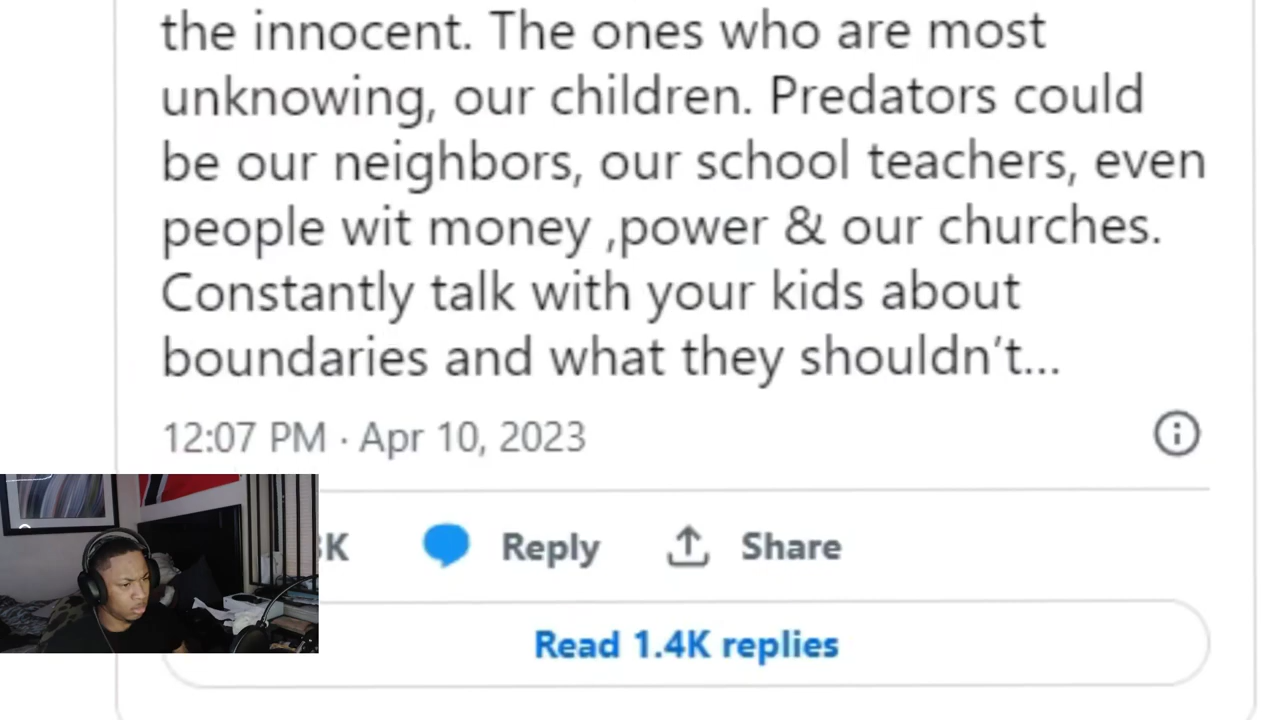 the innocent. The ones who are most
unknowing, our children. Predators could
be our neighbors, our school teachers, even
people wit money ,power & our churches.
Constantly talk with your kids about
boundaries and what they shouldn’t...
12:07 PM · Apr 10, 2023
K Reply Share
Read 1.4K replies